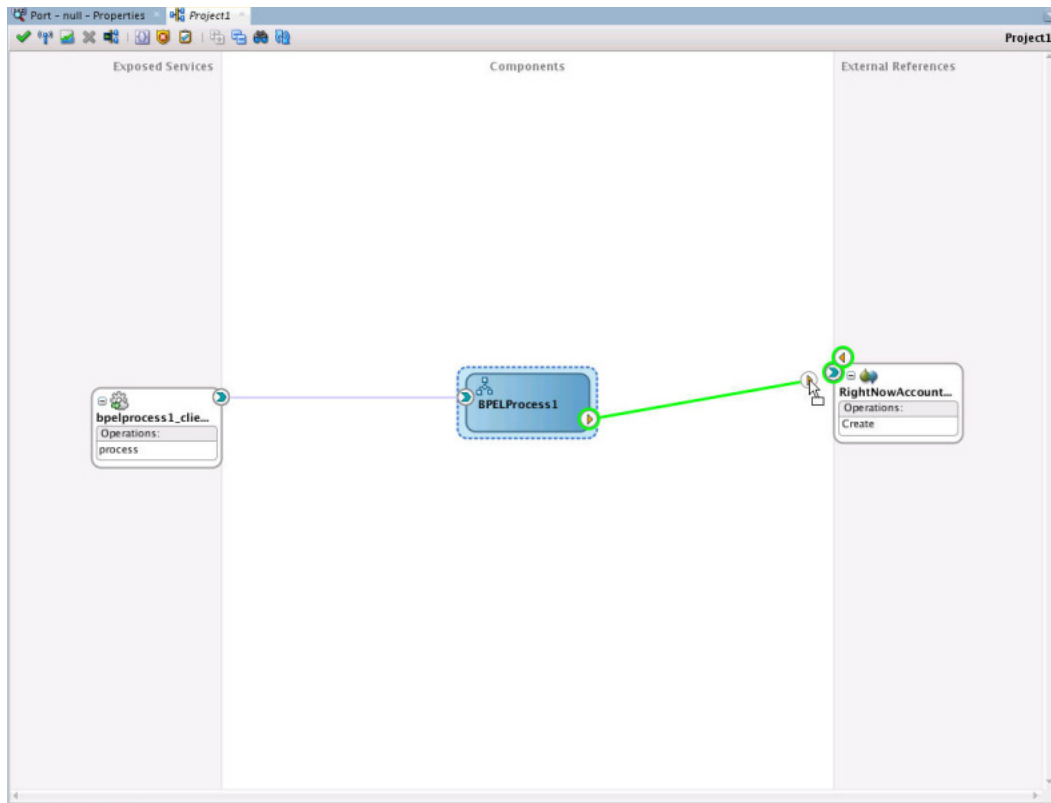 Port - null - Properties
Project1
Project1
Exposed Services
Components
External References
bpelprocess1_clie...
Operations:
process
BPELProcess1
RightNowAccount...
Operations:
Create